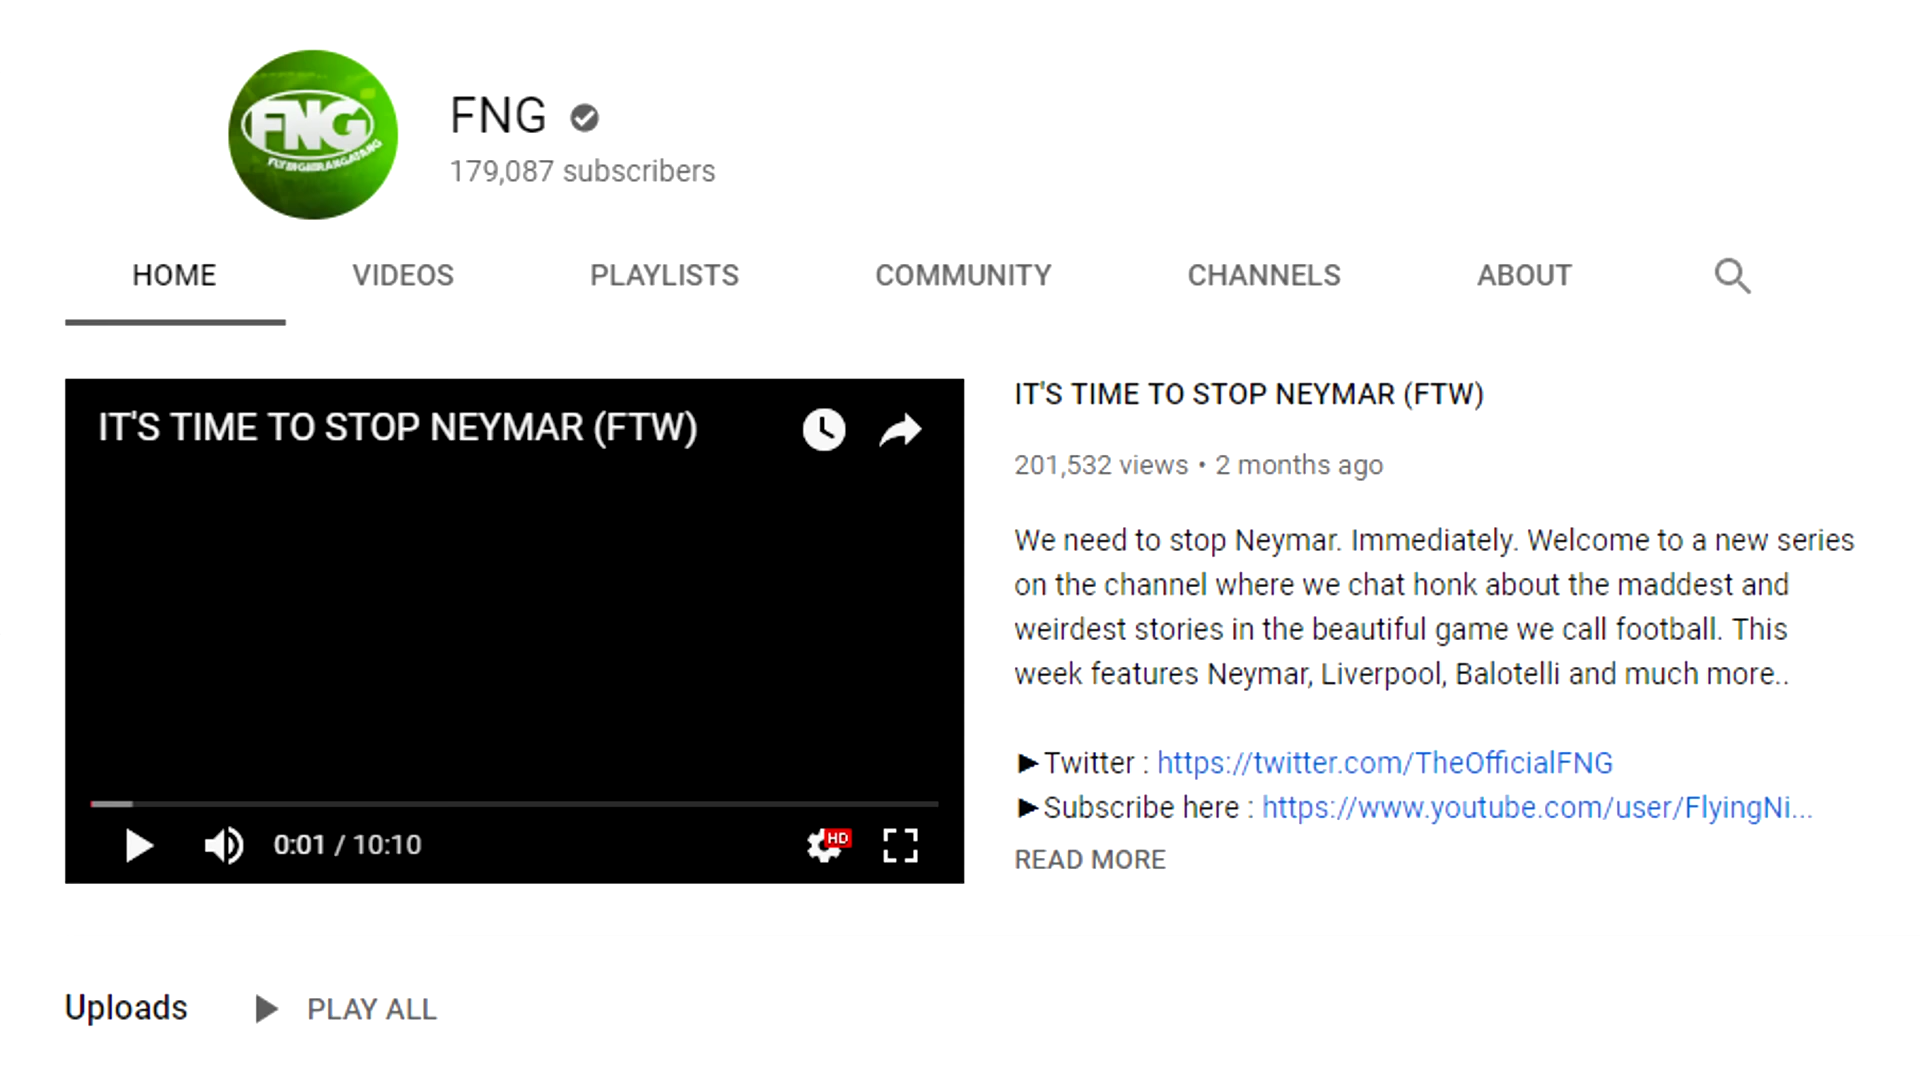 FNG
FNG
179,087 subscribers
HOME VIDEOS PLAYLISTS COMMUNITY CHANNELS ABOUT
IT'S TIME TO STOP NEYMAR (FTW)
0:01 / 10:10
HD
IT'S TIME TO STOP NEYMAR (FTW)
201,532 views • 2 months ago
We need to stop Neymar. Immediately. Welcome to a new series
on the channel where we chat honk about the maddest and
weirdest stories in the beautiful game we call football. This
week features Neymar, Liverpool, Balotelli and much more..
►Twitter : https://twitter.com/TheOfficialFNG
►Subscribe here : https://www.youtube.com/user/FlyingNi...
READ MORE
Uploads PLAY ALL